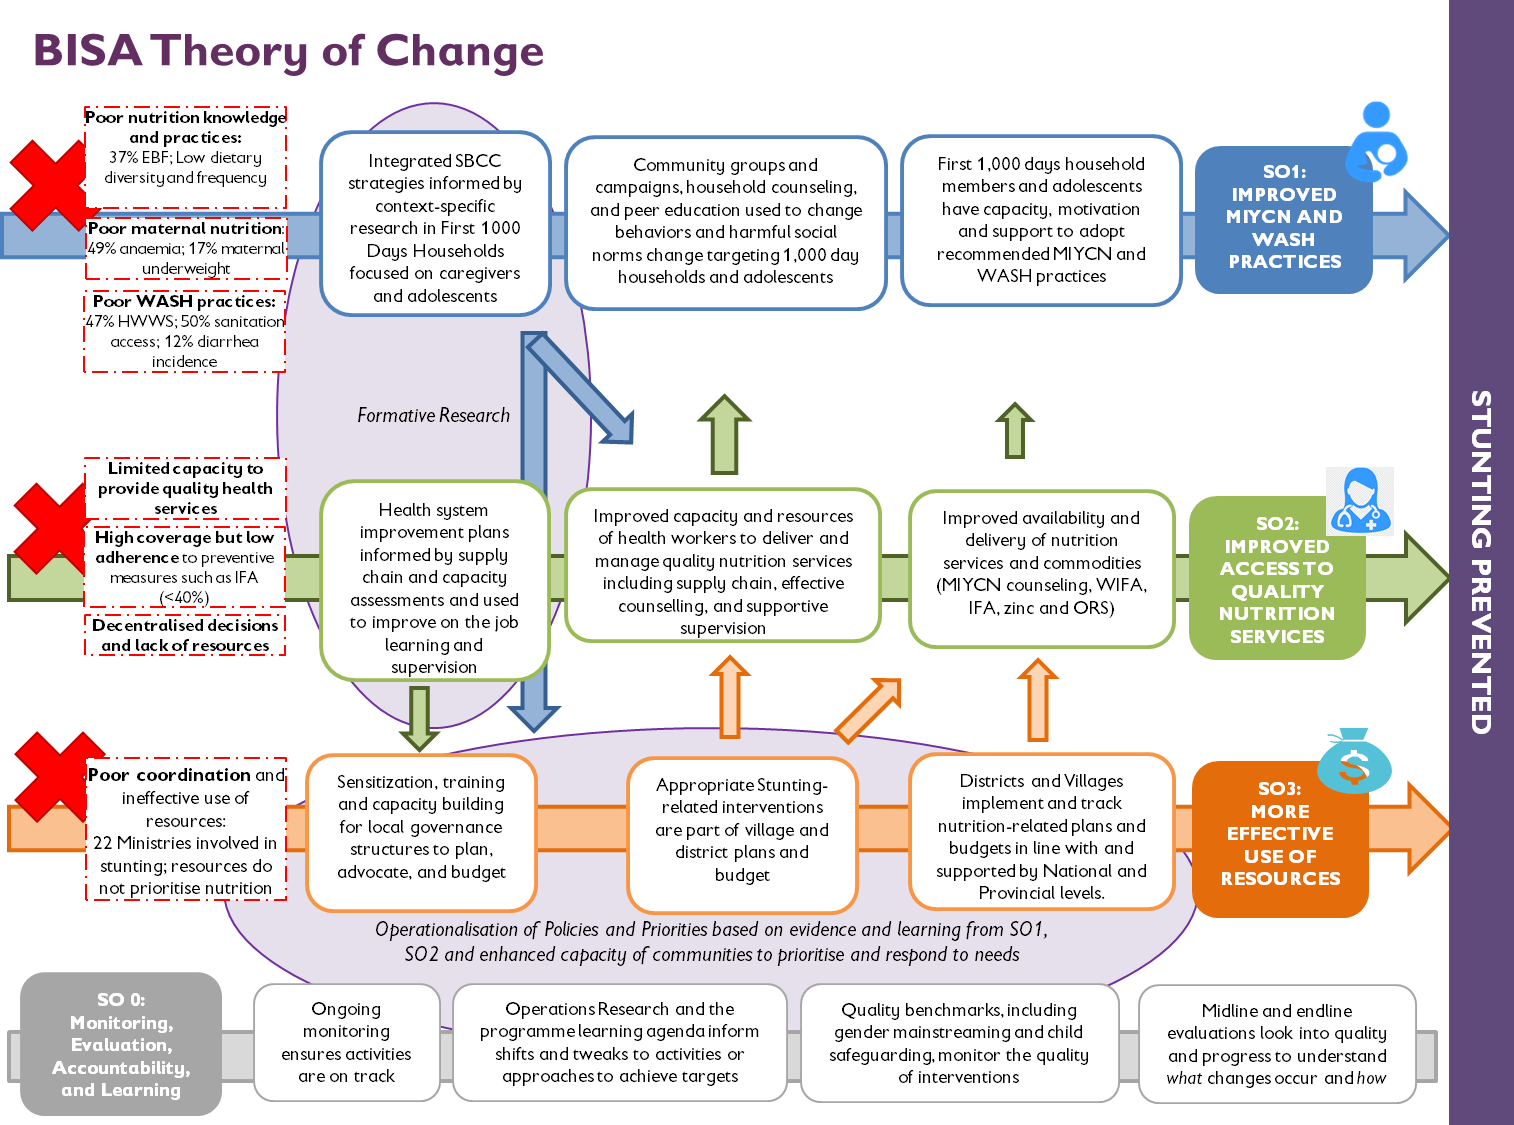 BISA Theory of Change
Poor nutrition knowledge
and practices:
37% EBF; Low dietary
diversity and frequency
Poor maternal nutrition:
49% anaemia; 17% maternal
underweight
Poor WASH practices:
47% HWWS; 50% sanitation
access; 12% diarrhea
incidence
Integrated SBCC
strategies informed by
context-specific
research in First 1000
Days Households
focused on caregivers
and adolescents
Community groups and
campaigns, household counseling,
and peer education used to change
behaviors and harmful social
norms change targeting 1,000 day
households and adolescents
First 1,000 days household
members and adolescents
have capacity, motivation
and support to adopt
recommended MIYCN and
WASH practices
SO1:
IMPROVED
MIYCN AND
WASH
PRACTICES
Formative Research
Limited capacity to
provide quality health
services
High coverage but low
adherence to preventive
measures such as IFA
(<40%)
Decentralised decisions
and lack of resources
Health system
improvement plans
informed by supply
chain and capacity
assessments and used
to improve on the job
learning and
supervision
Improved capacity and resources
of health workers to deliver and
manage quality nutrition services
including supply chain, effective
counselling, and supportive
supervision
Improved availability and
delivery of nutrition
services and commodities
(MIYCN counseling, WIFA,
IFA, zinc and ORS)
SO2:
IMPROVED
ACCESS TO
QUALITY
NUTRITION
SERVICES
STUNTING PREVENTED
Poor coordination and
ineffective use of
resources:
22 Ministries involved in
stunting; resources do
not prioritise nutrition
Sensitization, training
and capacity building
for local governance
structures to plan,
advocate, and budget
Appropriate Stunting-
related interventions
are part of village and
district plans and
budget
Districts and Villages
implement and track
nutrition-related plans and
budgets in line with and
supported by National and
Provincial levels.
$
SO3:
MORE
EFFECTIVE
USE OF
RESOURCES
Operationalisation of Policies and Priorities based on evidence and learning from SO1,
SO2 and enhanced capacity of communities to prioritise and respond to needs
SO 0:
Monitoring,
Evaluation,
Accountability,
and Learning
Ongoing
monitoring
ensures activities
are on track
Operations Research and the
programme learning agenda inform
shifts and tweaks to activities or
approaches to achieve targets
Quality benchmarks, including
gender mainstreaming and child
safeguarding, monitor the quality
of interventions
Midline and endline
evaluations look into quality
and progress to understand
what changes occur and how